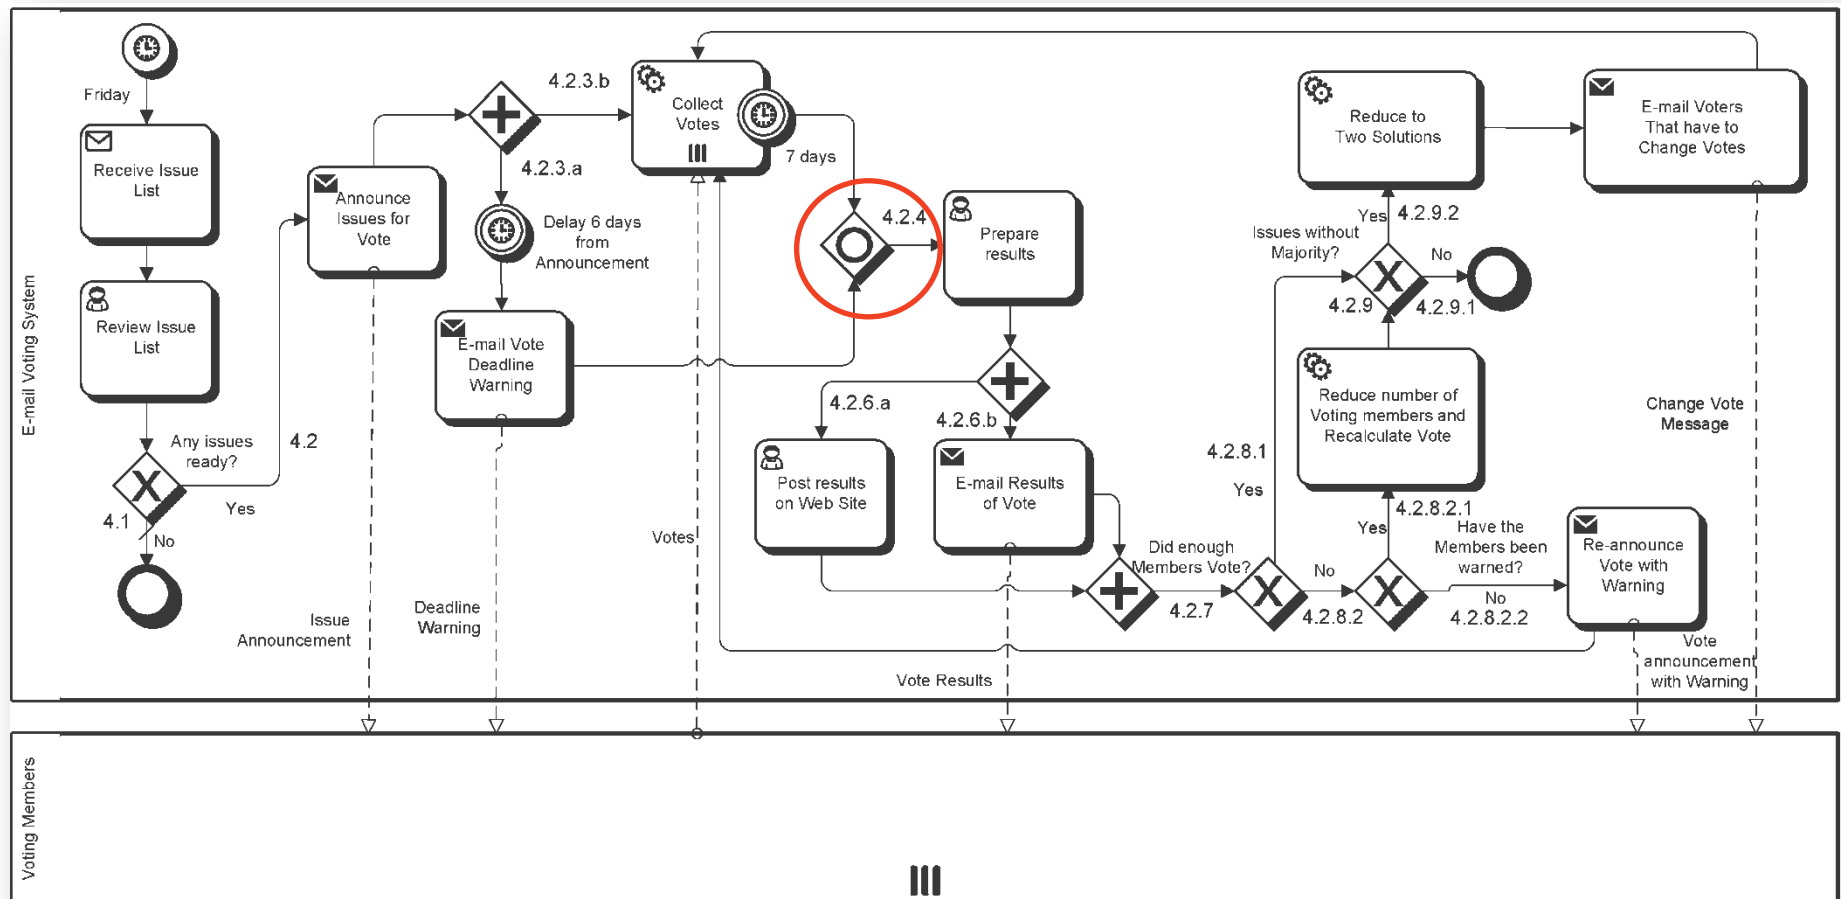 E-mail Voting System
Friday
Receive Issue
List
Review Issue
List
Any issues
ready?
4.1
No
Yes
4.2
Announce
Issues for
Vote
4.2.3.b
4.2.3.a
Delay 6 days
from
Announcement
E-mail Vote
Deadline
Warning
Collect
Votes
7 days
4.2.4
Prepare
results
4.2.6.a
4.2.6.b
Post results
on Web Site
E-mail Results
of Vote
Did enough
Members Vote?
4.2.7
4.2.8.1
Yes
No
4.2.8.2
Yes
4.2.8.2.1
Have the
Members been
warned?
No
4.2.8.2.2
Re-announce
Vote with
Warning
Reduce number of
Voting members and
Recalculate Vote
Issues without
Majority?
4.2.9
No
4.2.9.1
Yes
4.2.9.2
Reduce to
Two Solutions
E-mail Voters
That have to
Change Votes
Change Vote
Message
Issue
Announcement
Deadline
Warning
Votes
Vote Results
Vote
announcement
with Warning
Voting Members